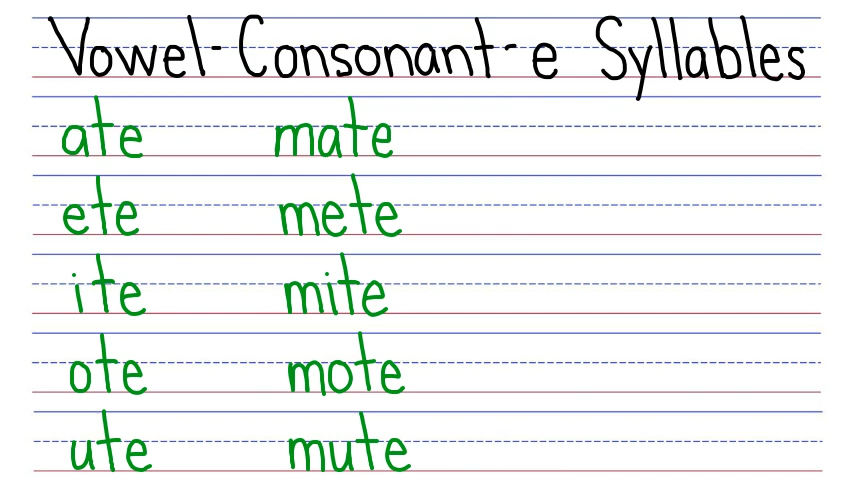 Vowel-Consonant-e Syllables
ate mate
ete mete
ite mite
ote mote
ute mute